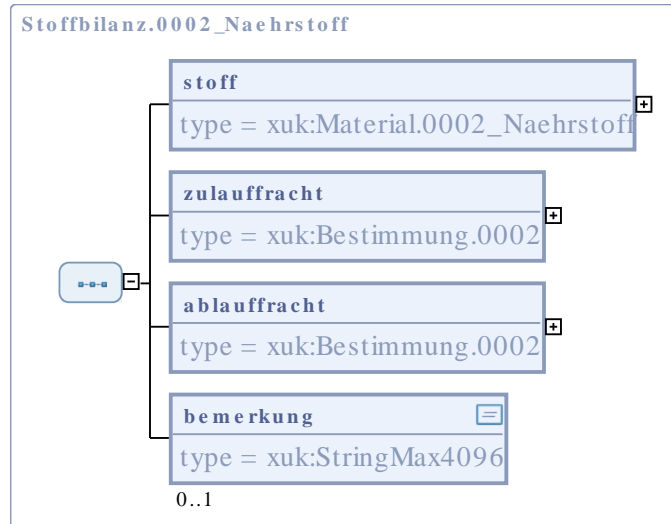 Stoffbilanz.0002_Naehrstoff
stoff
type = xuk:Material.0002_Naehrstoff
zulauffracht
type = xuk:Bestimmung.0002
ablauffracht
type = xuk:Bestimmung.0002
bemerkung
type = xuk:StringMax4096
0..1